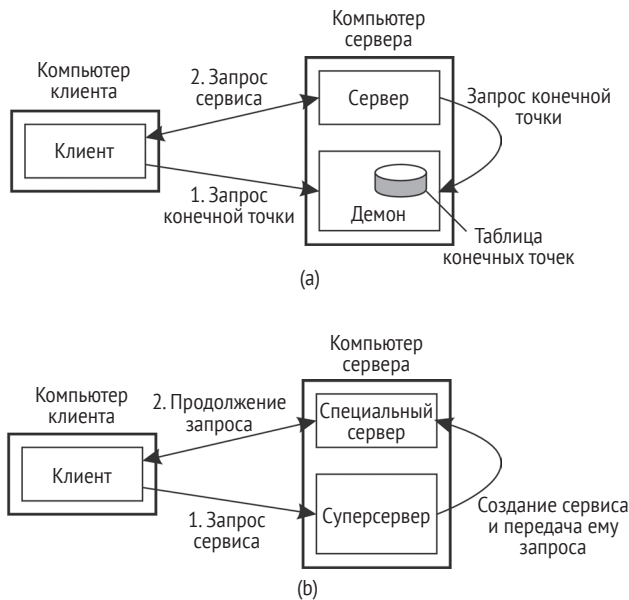 Компьютер
сервера
Компьютер
клиента
2. Запрос
сервиса
Сервер
Запрос конечной
точки
Клиент
1. Запрос
конечной точки
Демон
Таблица
конечных точек
(a)
Компьютер
сервера
Компьютер
клиента
2. Продолжение
запроса
Специальный
сервер
Клиент
1. Запрос
сервиса
Суперсервер
Создание сервиса
и передача ему
запроса
(b)